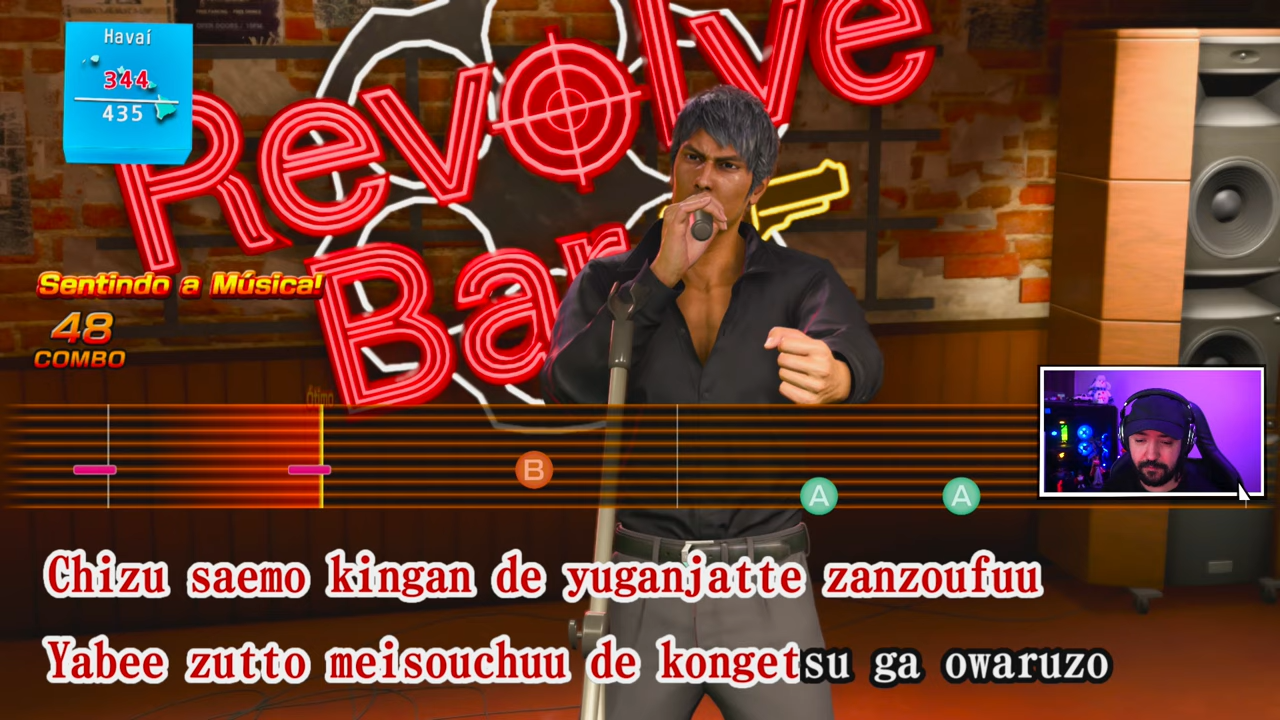 Havaí
344
435
Revolve
Bar
Sentindo a Música!
48
COMBO
Ótimo
B
A
A
Chizu saemo kingan de yuganjatte zanzoufuu
Yabee zutto meisouchuu de kongetsu ga owaruzo